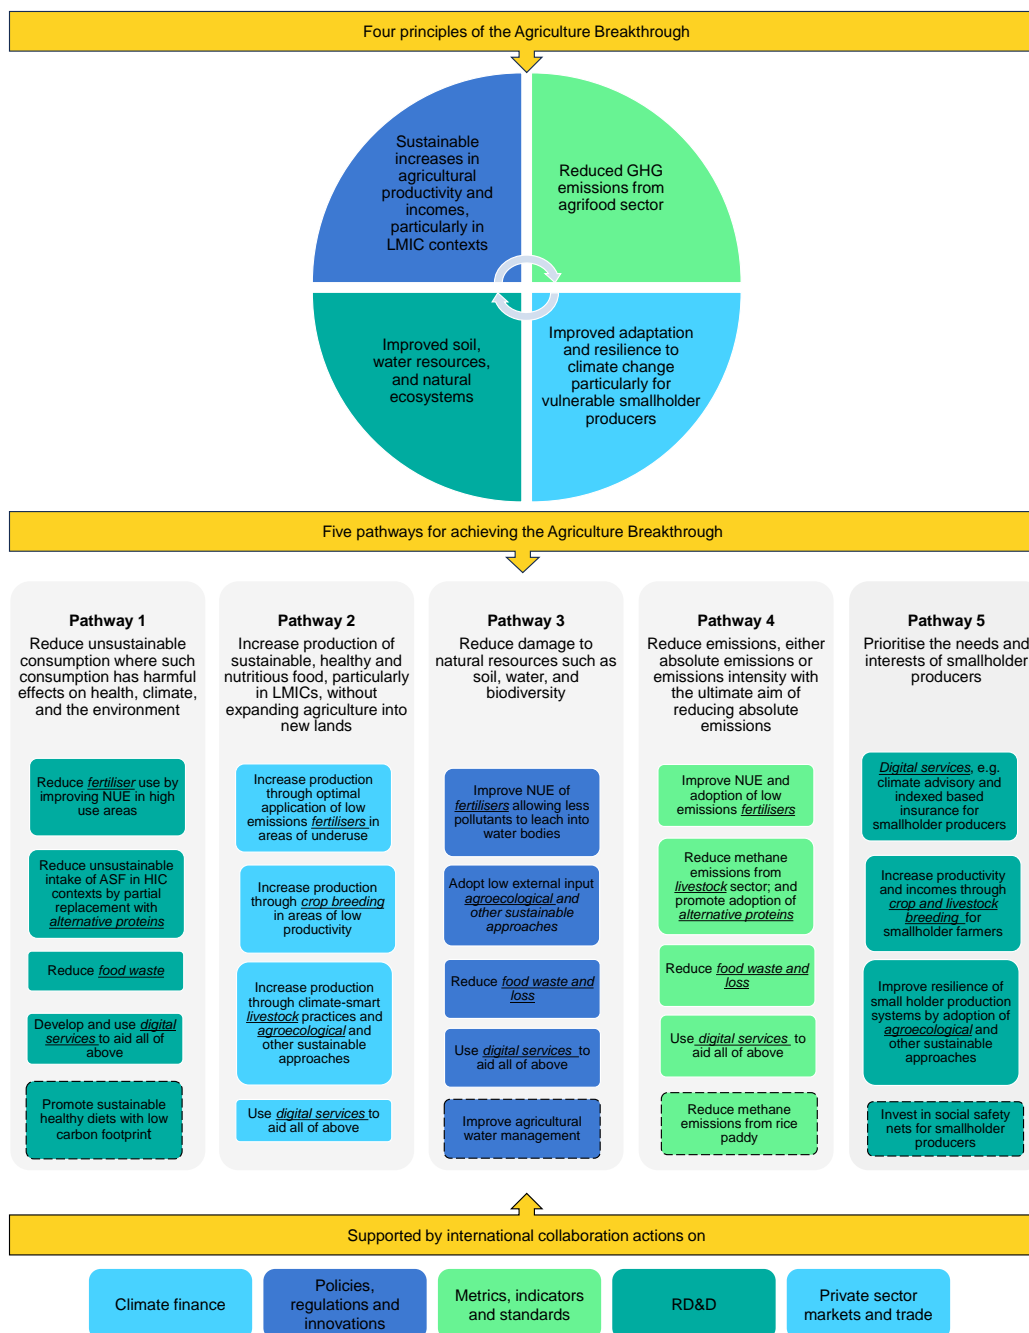 Four principles of the Agriculture Breakthrough
Sustainable
increases in
agricultural
productivity and
incomes,
particularly in
LMIC contexts
Reduced GHG
emissions from
agrifood sector
Improved soil,
water resources,
and natural
ecosystems
Improved adaptation
and resilience to
climate change
particularly for
vulnerable smallholder
producers
Five pathways for achieving the Agriculture Breakthrough
Pathway 1
Reduce unsustainable
consumption where such
consumption has harmful
effects on health, climate,
and the environment
Reduce fertiliser use by
improving NUE in high
use areas
Reduce unsustainable
intake of ASF in HIC
contexts by partial
replacement with
alternative proteins
Reduce food waste
Develop and use digital
services to aid all of
above
Promote sustainable
healthy diets with low
carbon footprint
Pathway 2
Increase production of
sustainable, healthy and
nutritious food, particularly
in LMICs, without
expanding agriculture into
new lands
Increase production
through optimal
application of low
emissions fertilisers in
areas of underuse
Increase production
through crop breeding
in areas of low
productivity
Increase production
through climate-smart
livestock practices and
agroecological and
other sustainable
approaches
Use digital services to
aid all of above
Pathway 3
Reduce damage to
natural resources such as
soil, water, and
biodiversity
Improve NUE of
fertilisers allowing less
pollutants to leach into
water bodies
Adopt low external input
agroecological and
other sustainable
approaches
Reduce food waste and
loss
Use digital services to
aid all of above
Improve agricultural
water management
Pathway 4
Reduce emissions, either
absolute emissions or
emissions intensity with
the ultimate aim of
reducing absolute
emissions
Improve NUE and
adoption of low
emissions fertilisers
Reduce methane
emissions from
livestock sector; and
promote adoption of
alternative proteins
Reduce food waste and
loss
Use digital services to
aid all of above
Reduce methane
emissions from rice
paddy
Pathway 5
Prioritise the needs and
interests of smallholder
producers
Digital services, e.g.
climate advisory and
indexed based
insurance for
smallholder producers
Increase productivity
and incomes through
crop and livestock
breeding for
smallholder farmers
Improve resilience of
small holder production
systems by adoption of
agroecological and
other sustainable
approaches
Invest in social safety
nets for smallholder
producers
Supported by international collaboration actions on
Climate finance
Policies,
regulations and
innovations
Metrics, indicators
and standards
RD&D
Private sector
markets and trade